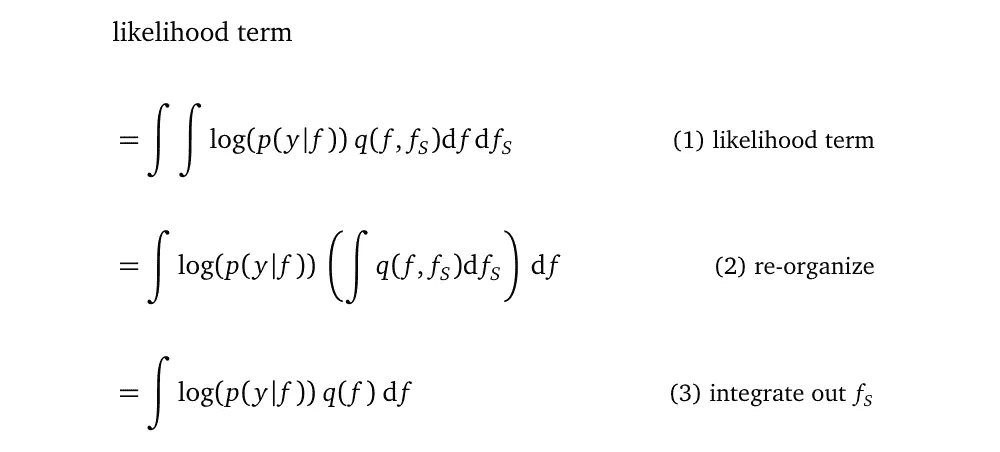 likelihood term
= ∫ ∫ log(p(y|f)) q(f, f_S)df df_S (1) likelihood term
= ∫ log(p(y|f)) (∫ q(f, f_S)df_S) df (2) re-organize
= ∫ log(p(y|f)) q(f) df (3) integrate out f_S